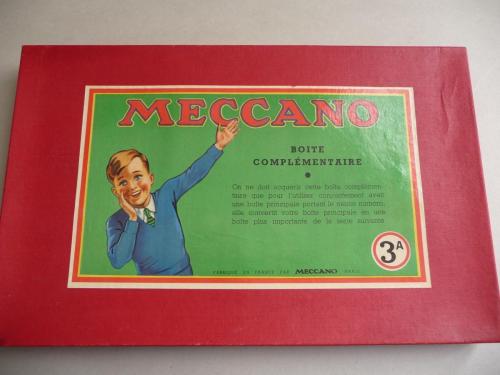 MECCANO
BOITE
COMPLÉMENTAIRE
On ne doit acquérir cette boîte complémen-
taire que pour l'utiliser conjointement avec
une boîte principale portant le même numéro,
elle convertit votre boîte principale en une
boîte plus importante de la série suivante
3A
FABRIQUÉ EN FRANCE PAR MECCANO PARIS